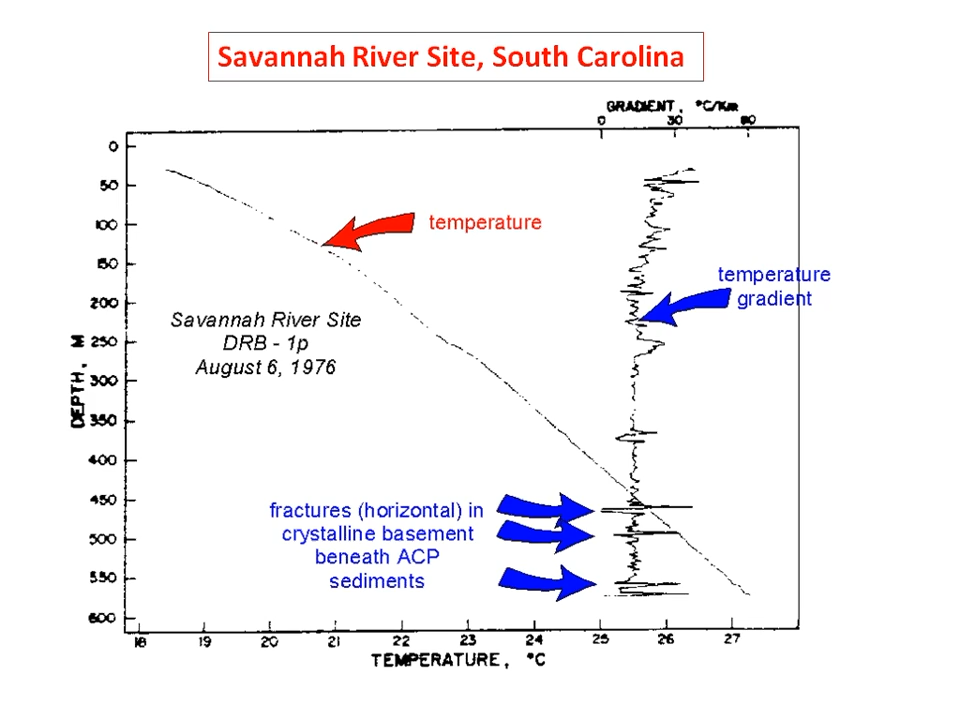 Savannah River Site, South Carolina
GRADIENT, °C/Km
0 30 60
0
50
100
150
200
250
300
350
400
450
500
550
600
DEPTH, M
temperature
temperature
gradient
Savannah River Site
DRB - 1p
August 6, 1976
fractures (horizontal) in
crystalline basement
beneath ACP
sediments
18 19 20 21 22 23 24 25 26 27
TEMPERATURE, °C